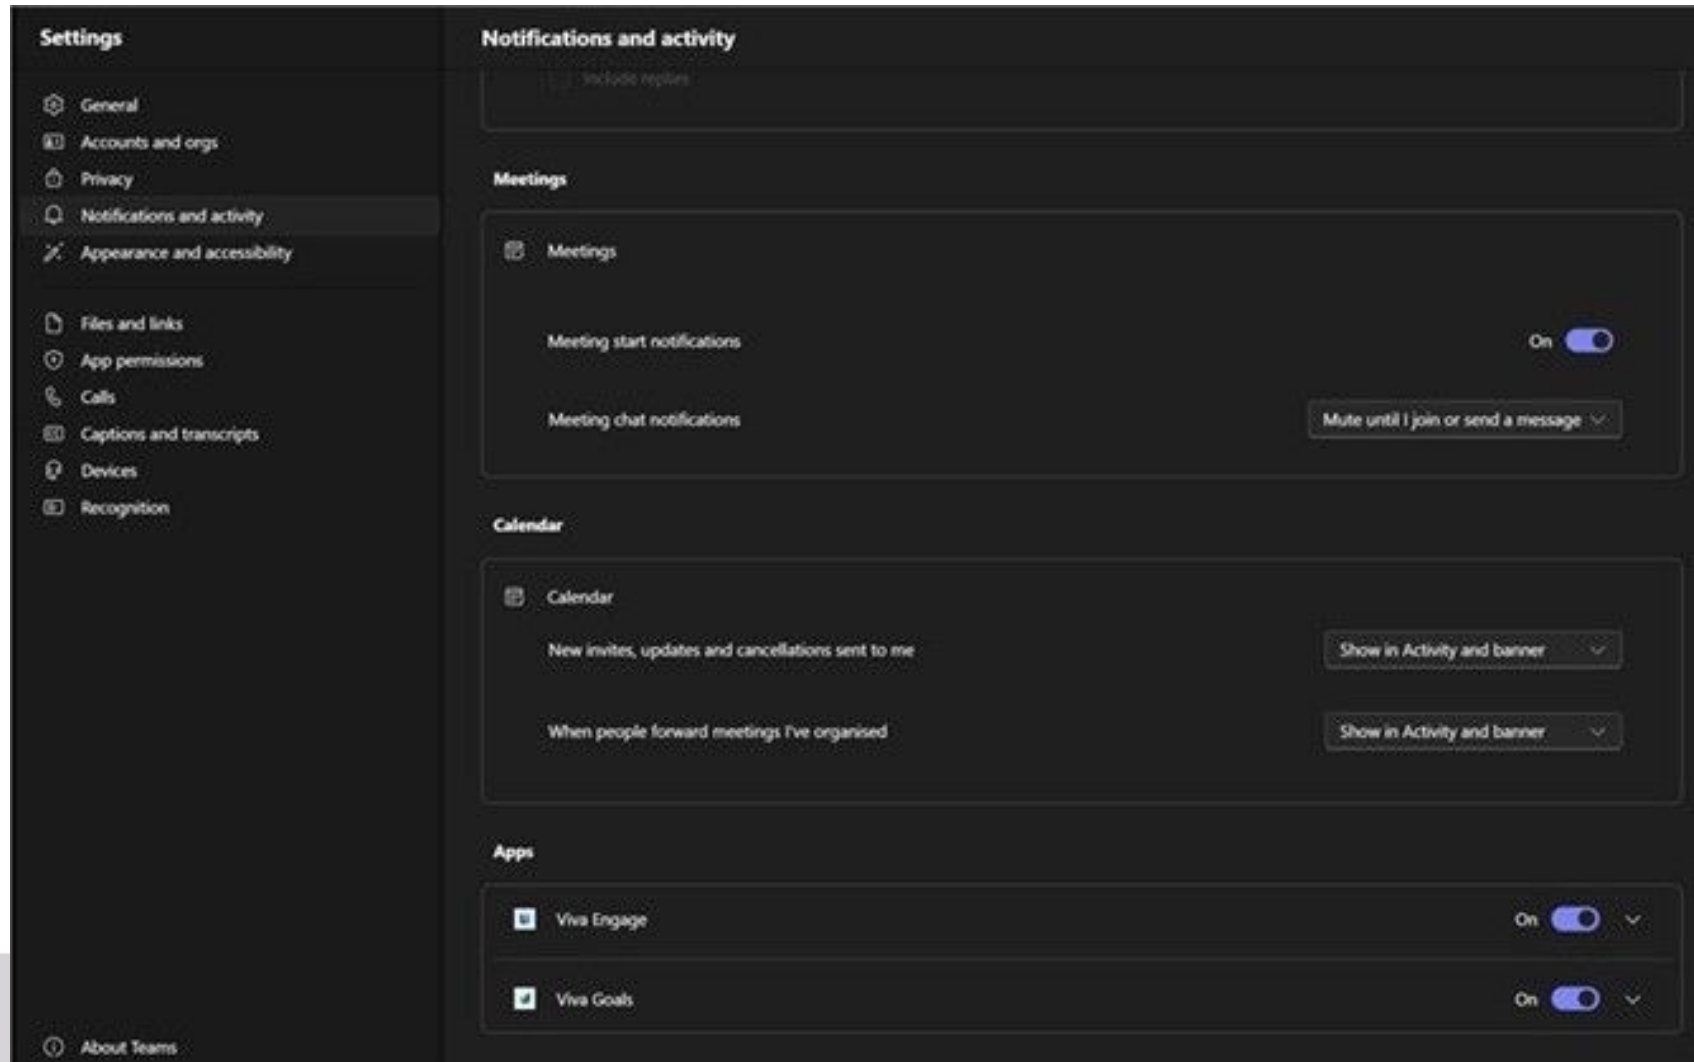 Settings
General
Accounts and orgs
Privacy
Notifications and activity
Appearance and accessibility
Files and links
App permissions
Calls
Captions and transcripts
Devices
Recognition
About Teams
Notifications and activity
Include replies
Meetings
Meetings
Meeting start notifications On
Meeting chat notifications Mute until I join or send a message
Calendar
Calendar
New invites, updates and cancellations sent to me Show in Activity and banner
When people forward meetings I've organised Show in Activity and banner
Apps
Viva Engage On
Viva Goals On